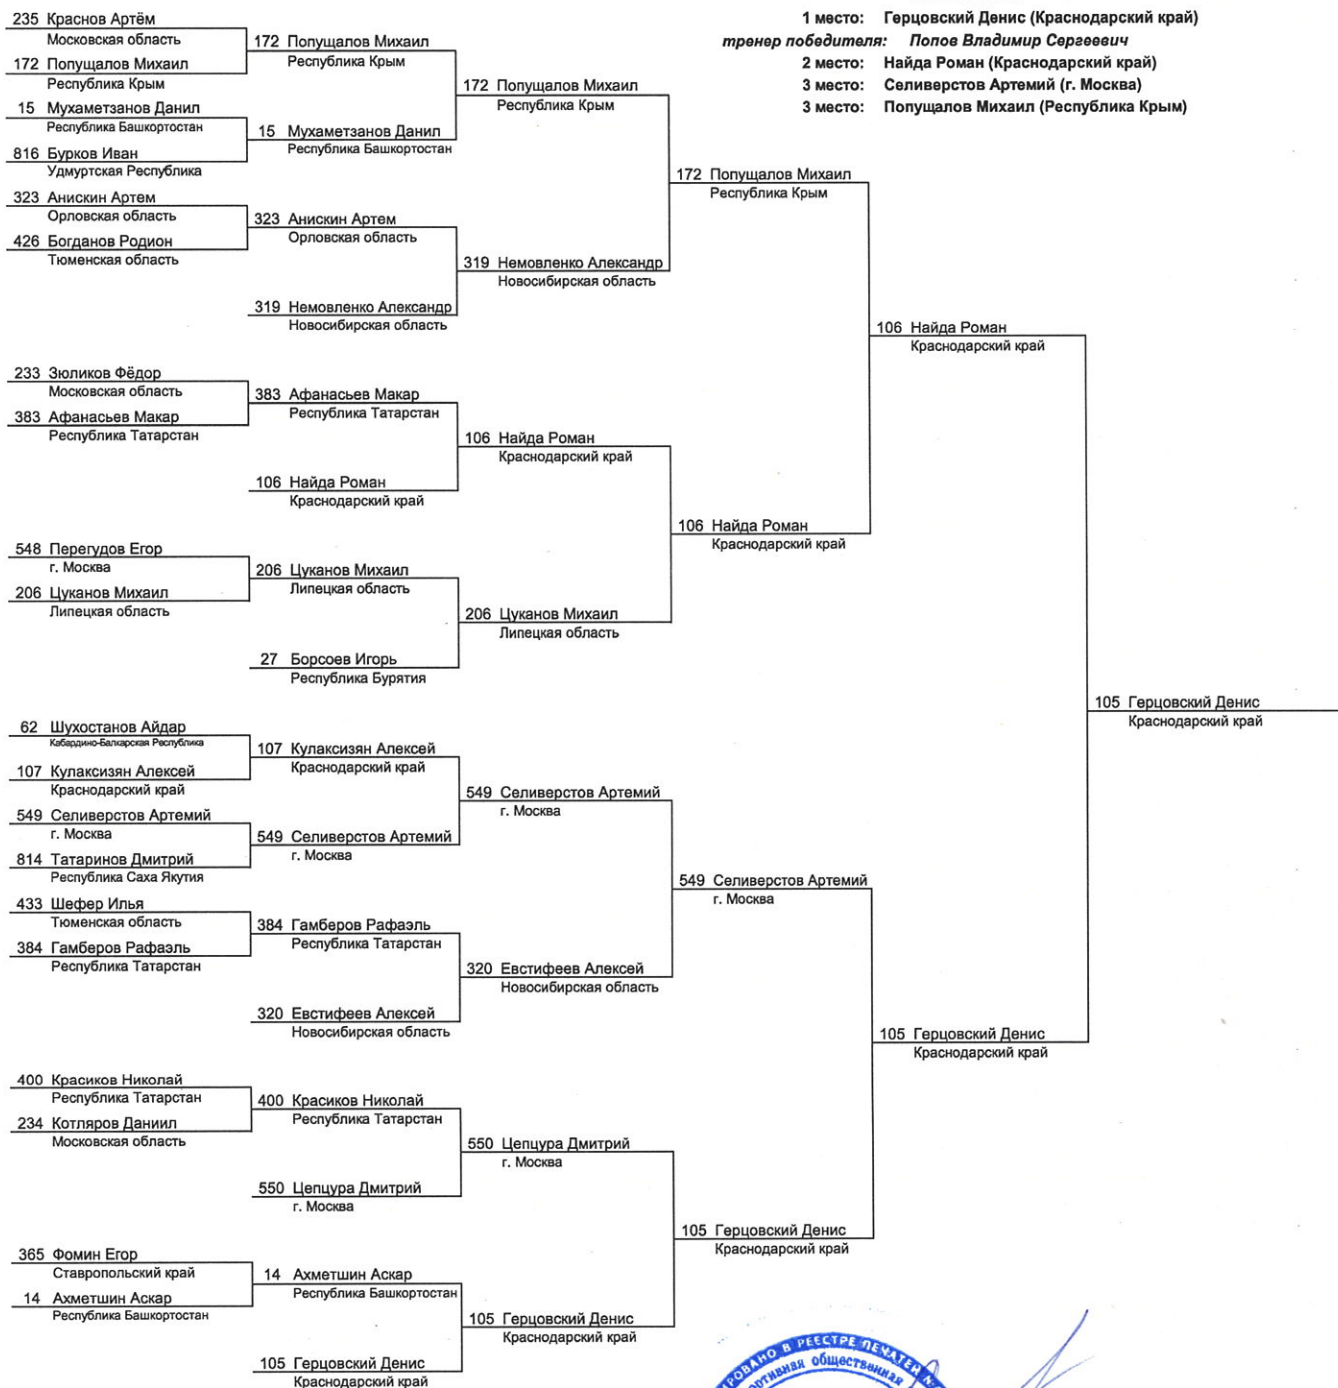 1 место: Герцовский Денис (Краснодарский край)
тренер победителя: Попов Владимир Сергеевич
2 место: Найда Роман (Краснодарский край)
3 место: Селиверстов Артемий (г. Москва)
3 место: Попущалов Михаил (Республика Крым)
235 Краснов Артём
Московская область
172 Попущалов Михаил
Республика Крым
15 Мухаметзанов Данил
Республика Башкортостан
816 Бурков Иван
Удмуртская Республика
323 Анискин Артем
Орловская область
426 Богданов Родион
Тюменская область
233 Зюликов Фёдор
Московская область
383 Афанасьев Макар
Республика Татарстан
548 Перегудов Егор
г. Москва
206 Цуканов Михаил
Липецкая область
62 Шухостанов Айдар
Кабардино-Балкарская Республика
107 Кулаксизян Алексей
Краснодарский край
549 Селиверстов Артемий
г. Москва
814 Татаринов Дмитрий
Республика Саха Якутия
433 Шефер Илья
Тюменская область
384 Гамберов Рафаэль
Республика Татарстан
400 Красиков Николай
Республика Татарстан
234 Котляров Даниил
Московская область
365 Фомин Егор
Ставропольский край
14 Ахметшин Аскар
Республика Башкортостан
172 Попущалов Михаил
Республика Крым
15 Мухаметзанов Данил
Республика Башкортостан
323 Анискин Артем
Орловская область
319 Немовленко Александр
Новосибирская область
383 Афанасьев Макар
Республика Татарстан
106 Найда Роман
Краснодарский край
206 Цуканов Михаил
Липецкая область
27 Борсоев Игорь
Республика Бурятия
107 Кулаксизян Алексей
Краснодарский край
549 Селиверстов Артемий
г. Москва
384 Гамберов Рафаэль
Республика Татарстан
320 Евстифеев Алексей
Новосибирская область
400 Красиков Николай
Республика Татарстан
550 Цепцура Дмитрий
г. Москва
14 Ахметшин Аскар
Республика Башкортостан
105 Герцовский Денис
Краснодарский край
172 Попущалов Михаил
Республика Крым
319 Немовленко Александр
Новосибирская область
106 Найда Роман
Краснодарский край
206 Цуканов Михаил
Липецкая область
549 Селиверстов Артемий
г. Москва
320 Евстифеев Алексей
Новосибирская область
550 Цепцура Дмитрий
г. Москва
105 Герцовский Денис
Краснодарский край
172 Попущалов Михаил
Республика Крым
106 Найда Роман
Краснодарский край
549 Селиверстов Артемий
г. Москва
105 Герцовский Денис
Краснодарский край
106 Найда Роман
Краснодарский край
105 Герцовский Денис
Краснодарский край
105 Герцовский Денис
Краснодарский край
В РЕЕСТРЕ
общественная